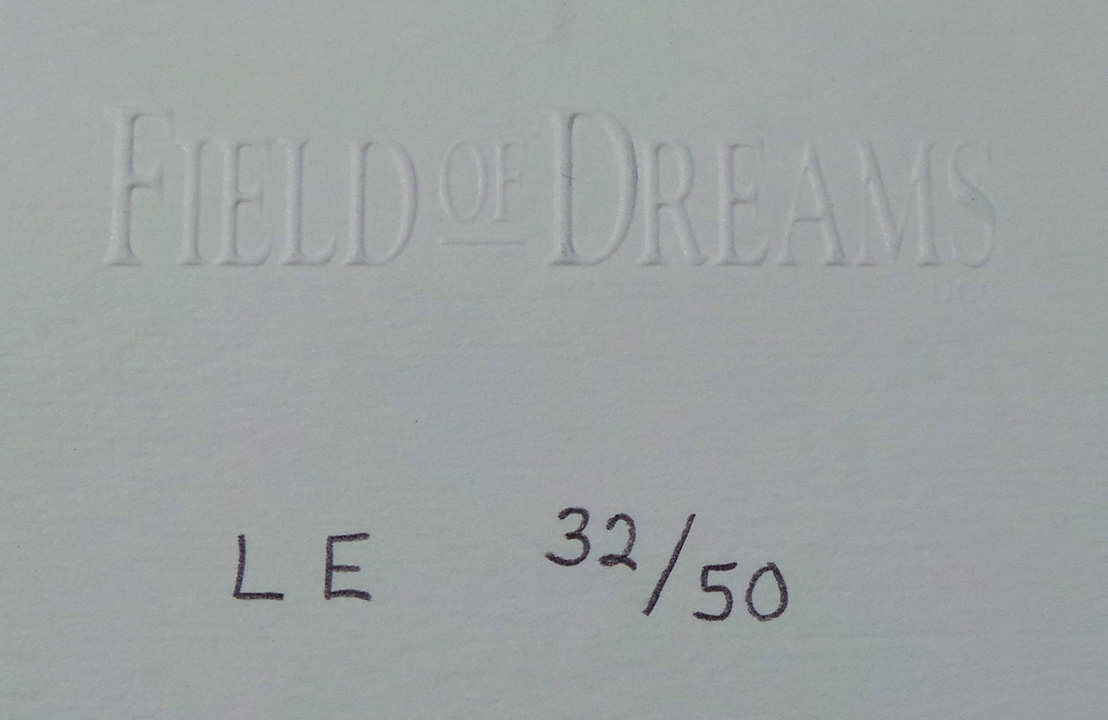 FIELD OF DREAMS
LE 32/50